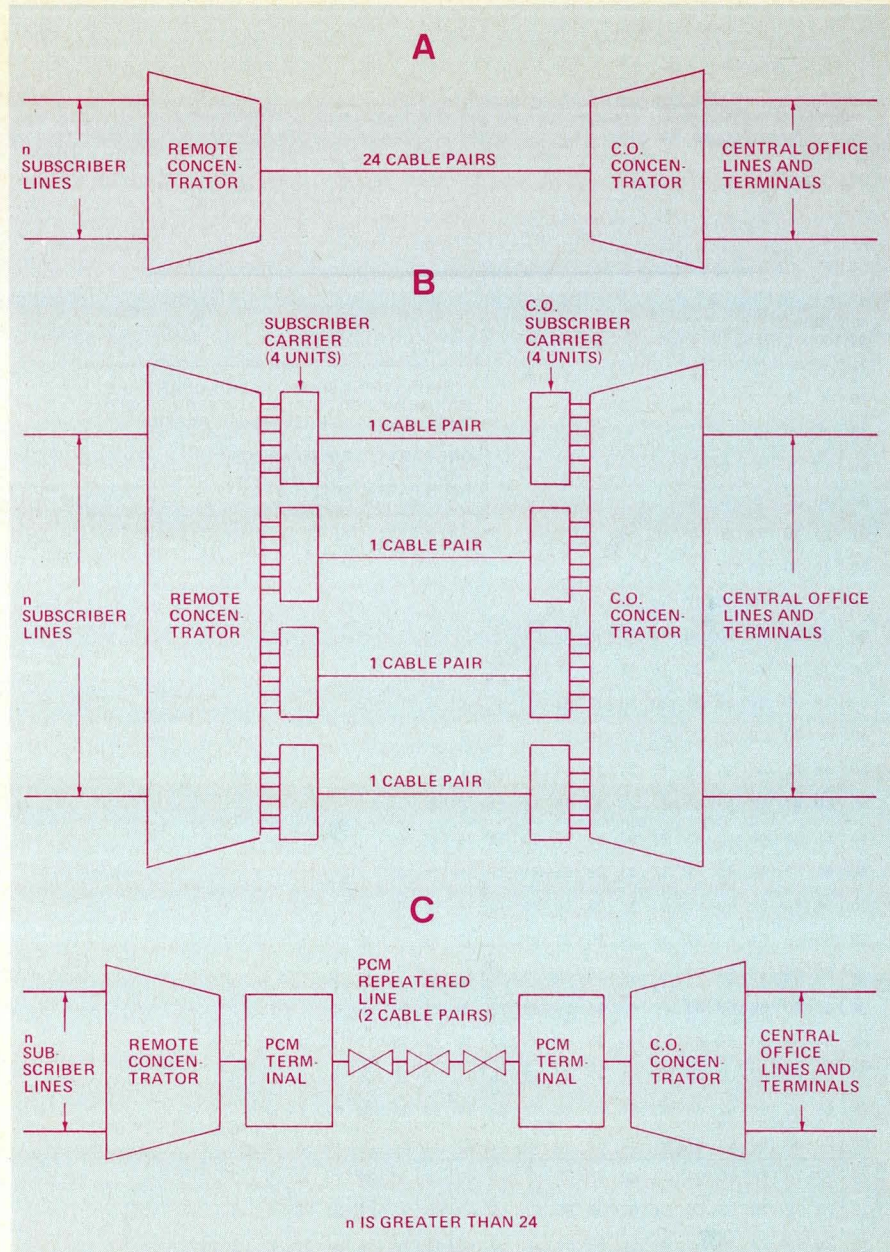 A
n
SUBSCRIBER
LINES
REMOTE
CONCEN-
TRATOR
24 CABLE PAIRS
C.O.
CONCEN-
TRATOR
CENTRAL OFFICE
LINES AND
TERMINALS
B
SUBSCRIBER
CARRIER
(4 UNITS)
C.O.
SUBSCRIBER
CARRIER
(4 UNITS)
1 CABLE PAIR
1 CABLE PAIR
n
SUBSCRIBER
LINES
REMOTE
CONCEN-
TRATOR
C.O.
CONCEN-
TRATOR
CENTRAL OFFICE
LINES AND
TERMINALS
1 CABLE PAIR
1 CABLE PAIR
C
PCM
REPEATERED
LINE
(2 CABLE PAIRS)
n
SUB-
SCRIBER
LINES
REMOTE
CONCEN-
TRATOR
PCM
TERM-
INAL
PCM
TERM-
INAL
C.O.
CONCEN-
TRATOR
CENTRAL
OFFICE
LINES AND
TERMINALS
n IS GREATER THAN 24